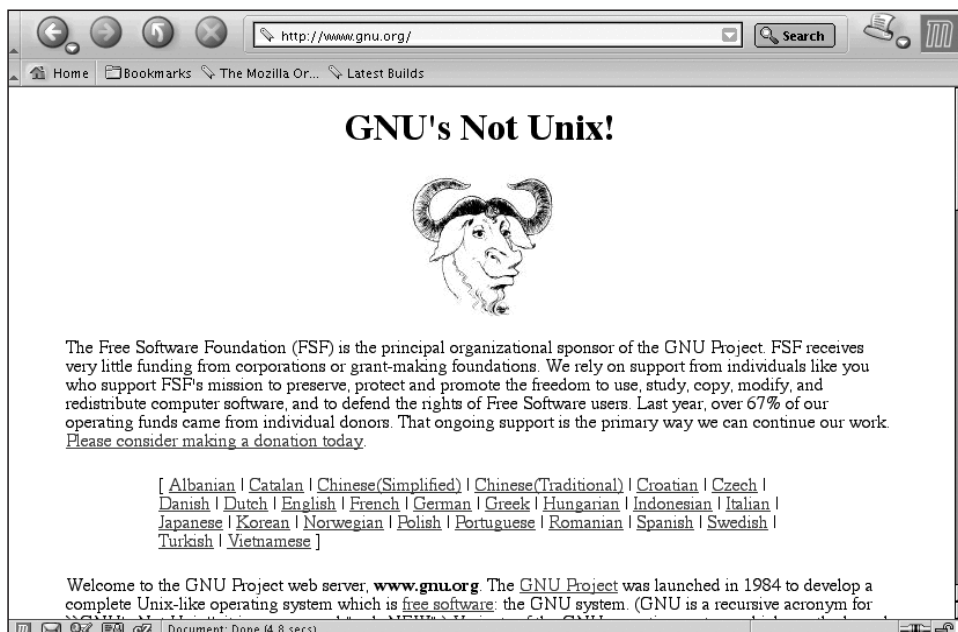 http://www.gnu.org/
Search
Home Bookmarks The Mozilla Or... Latest Builds
GNU's Not Unix!
The Free Software Foundation (FSF) is the principal organizational sponsor of the GNU Project. FSF receives
very little funding from corporations or grant-making foundations. We rely on support from individuals like you
who support FSF's mission to preserve, protect and promote the freedom to use, study, copy, modify, and
redistribute computer software, and to defend the rights of Free Software users. Last year, over 67% of our
operating funds came from individual donors. That ongoing support is the primary way we can continue our work.
Please consider making a donation today.
[ Albanian | Catalan | Chinese(Simplified) | Chinese(Traditional) | Croatian | Czech |
Danish | Dutch | English | French | German | Greek | Hungarian | Indonesian | Italian |
Japanese | Korean | Norwegian | Polish | Portuguese | Romanian | Spanish | Swedish |
Turkish | Vietnamese ]
Welcome to the GNU Project web server, www.gnu.org. The GNU Project was launched in 1984 to develop a
complete Unix-like operating system which is free software: the GNU system. (GNU is a recursive acronym for
Document: Done (4.8 secs)